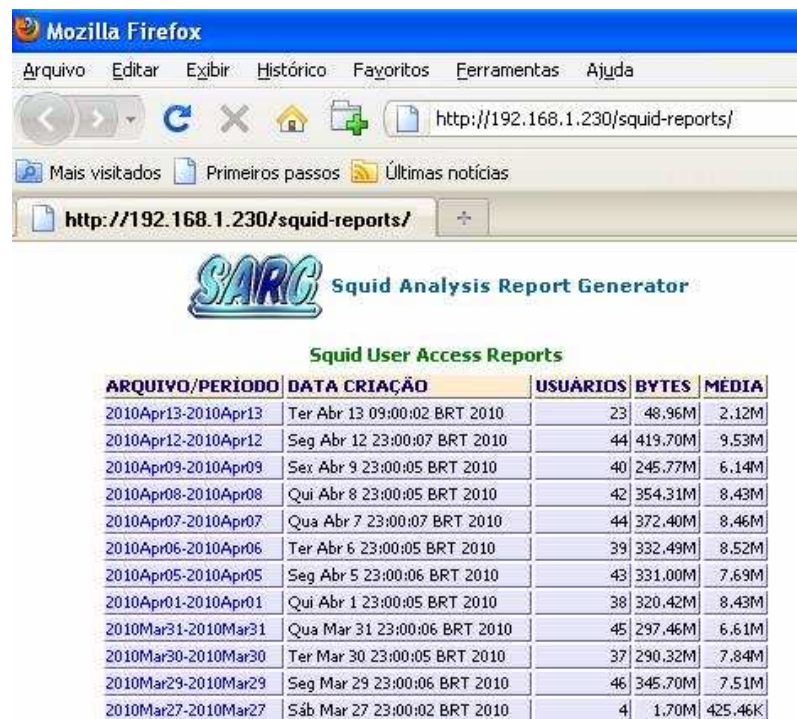 Mozilla Firefox
Arquivo Editar Exibir Histórico Favoritos Ferramentas Ajuda
http://192.168.1.230/squid-reports/
Mais visitados Primeiros passos Últimas notícias
http://192.168.1.230/squid-reports/
SARG Squid Analysis Report Generator
Squid User Access Reports
ARQUIVO/PERÍODO DATA CRIAÇÃO USUÁRIOS BYTES MÉDIA
2010Apr13-2010Apr13 Ter Abr 13 09:00:02 BRT 2010 23 48.96M 2.12M
2010Apr12-2010Apr12 Seg Abr 12 23:00:07 BRT 2010 44 419.70M 9.53M
2010Apr09-2010Apr09 Sex Abr 9 23:00:05 BRT 2010 40 245.77M 6.14M
2010Apr08-2010Apr08 Qui Abr 8 23:00:05 BRT 2010 42 354.31M 8.43M
2010Apr07-2010Apr07 Qua Abr 7 23:00:07 BRT 2010 44 372.40M 8.46M
2010Apr06-2010Apr06 Ter Abr 6 23:00:05 BRT 2010 39 332.49M 8.52M
2010Apr05-2010Apr05 Seg Abr 5 23:00:06 BRT 2010 43 331.00M 7.69M
2010Apr01-2010Apr01 Qui Abr 1 23:00:05 BRT 2010 38 320.42M 8.43M
2010Mar31-2010Mar31 Qua Mar 31 23:00:06 BRT 2010 45 297.46M 6.61M
2010Mar30-2010Mar30 Ter Mar 30 23:00:05 BRT 2010 37 290.32M 7.84M
2010Mar29-2010Mar29 Seg Mar 29 23:00:06 BRT 2010 46 345.70M 7.51M
2010Mar27-2010Mar27 Sáb Mar 27 23:00:02 BRT 2010 4 1.70M 425.46K